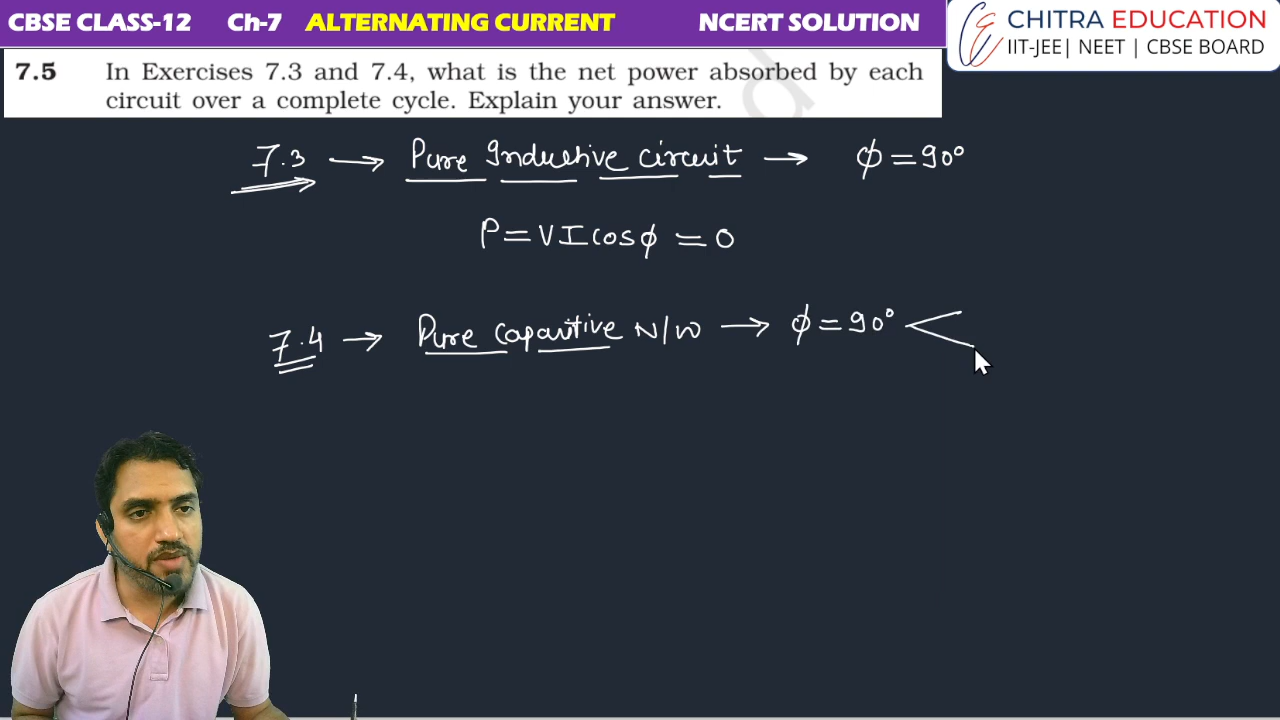 CBSE CLASS-12 Ch-7 ALTERNATING CURRENT NCERT SOLUTION
CHITRA EDUCATION
IIT-JEE| NEET | CBSE BOARD
7.5 In Exercises 7.3 and 7.4, what is the net power absorbed by each
circuit over a complete cycle. Explain your answer.
7.3 → Pure Inductive circuit → ϕ = 90°
P = VI cosϕ = 0
7.4 → Pure capacitive N/W → ϕ = 90° <